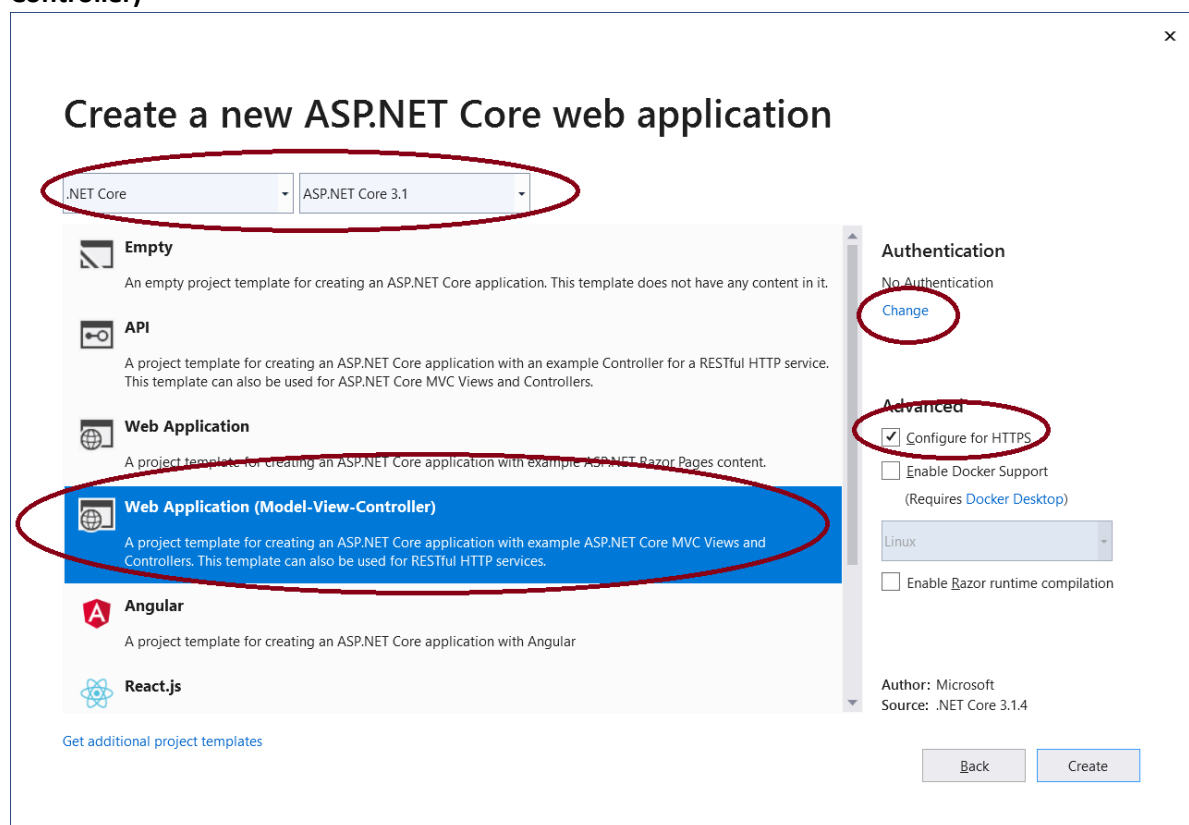 Controller)
Create a new ASP.NET Core web application
.NET Core
ASP.NET Core 3.1
Empty
An empty project template for creating an ASP.NET Core application. This template does not have any content in it.
API
A project template for creating an ASP.NET Core application with an example Controller for a RESTful HTTP service.
This template can also be used for ASP.NET Core MVC Views and Controllers.
Web Application
A project template for creating an ASP.NET Core application with example ASP.NET Razor Pages content.
Web Application (Model-View-Controller)
A project template for creating an ASP.NET Core application with example ASP.NET Core MVC Views and
Controllers. This template can also be used for RESTful HTTP services.
Angular
A project template for creating an ASP.NET Core application with Angular
React.js
Get additional project templates
Authentication
No Authentication
Change
Advanced
Configure for HTTPS
Enable Docker Support
(Requires Docker Desktop)
Linux
Enable Razor runtime compilation
Author: Microsoft
Source: .NET Core 3.1.4
Back
Create